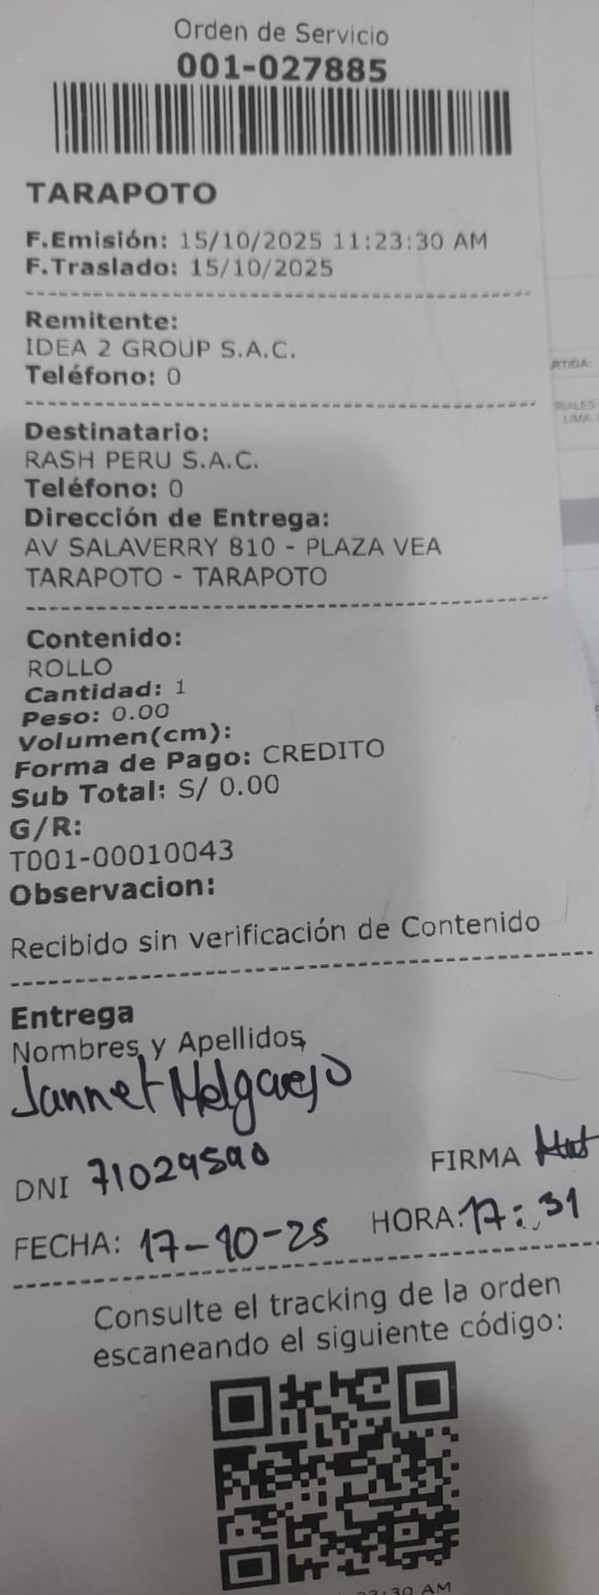 Orden de Servicio
001-027885
TARAPOTO
F.Emisión: 15/10/2025 11:23:30 AM
F.Traslado: 15/10/2025
Remitente:
IDEA 2 GROUP S.A.C.
Teléfono: 0
Destinatario:
RASH PERU S.A.C.
Teléfono: 0
Dirección de Entrega:
AV SALAVERRY 810 - PLAZA VEA
TARAPOTO - TARAPOTO
Contenido:
ROLLO
Cantidad: 1
Peso: 0.00
Volumen(cm):
Forma de Pago: CREDITO
Sub Total: S/ 0.00
G/R:
T001-00010043
Observacion:
Recibido sin verificación de Contenido
Entrega
Nombres y Apellidos
Jannet Melgarejo
DNI 71029590
FIRMA
FECHA: 17-10-25 HORA: 17:31
Consulte el tracking de la orden
escaneando el siguiente código: